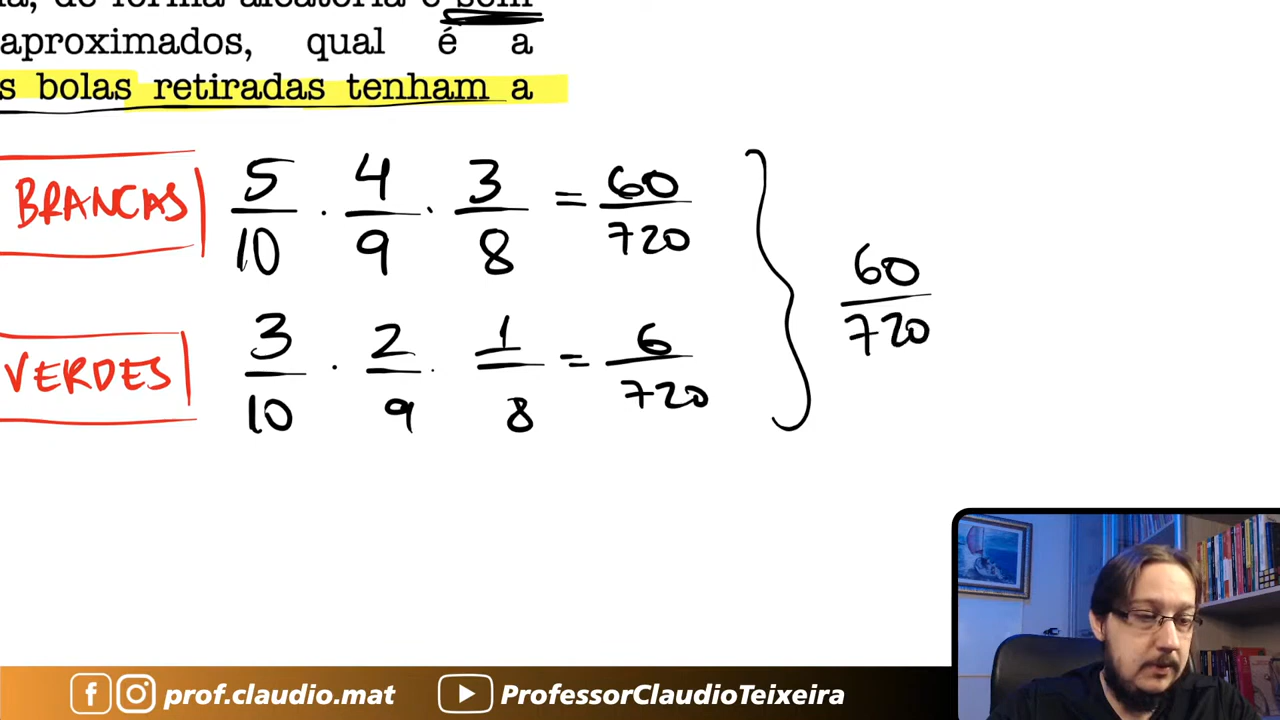 aproximados, qual é a
s bolas retiradas tenham a
BRANCAS 5/10 . 4/9 . 3/8 = 60/720
60/720
VERDES 3/10 . 2/9 . 1/8 = 6/720
prof.claudio.mat ProfessorClaudioTeixeira